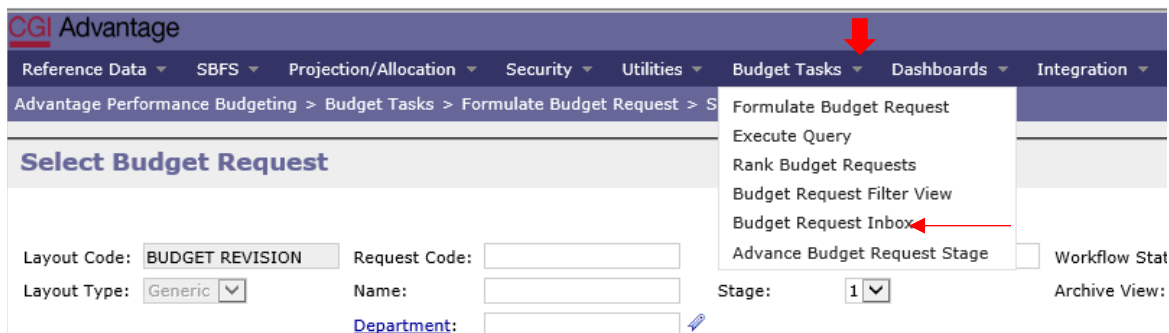 CGI Advantage
Reference Data SBFS Projection/Allocation Security Utilities Budget Tasks Dashboards Integration
Advantage Performance Budgeting > Budget Tasks > Formulate Budget Request > S
Formulate Budget Request
Execute Query
Rank Budget Requests
Budget Request Filter View
Budget Request Inbox
Advance Budget Request Stage
Select Budget Request
Layout Code: BUDGET REVISION Request Code: Workflow Stat
Layout Type: Generic Name: Stage: 1 Archive View:
Department: